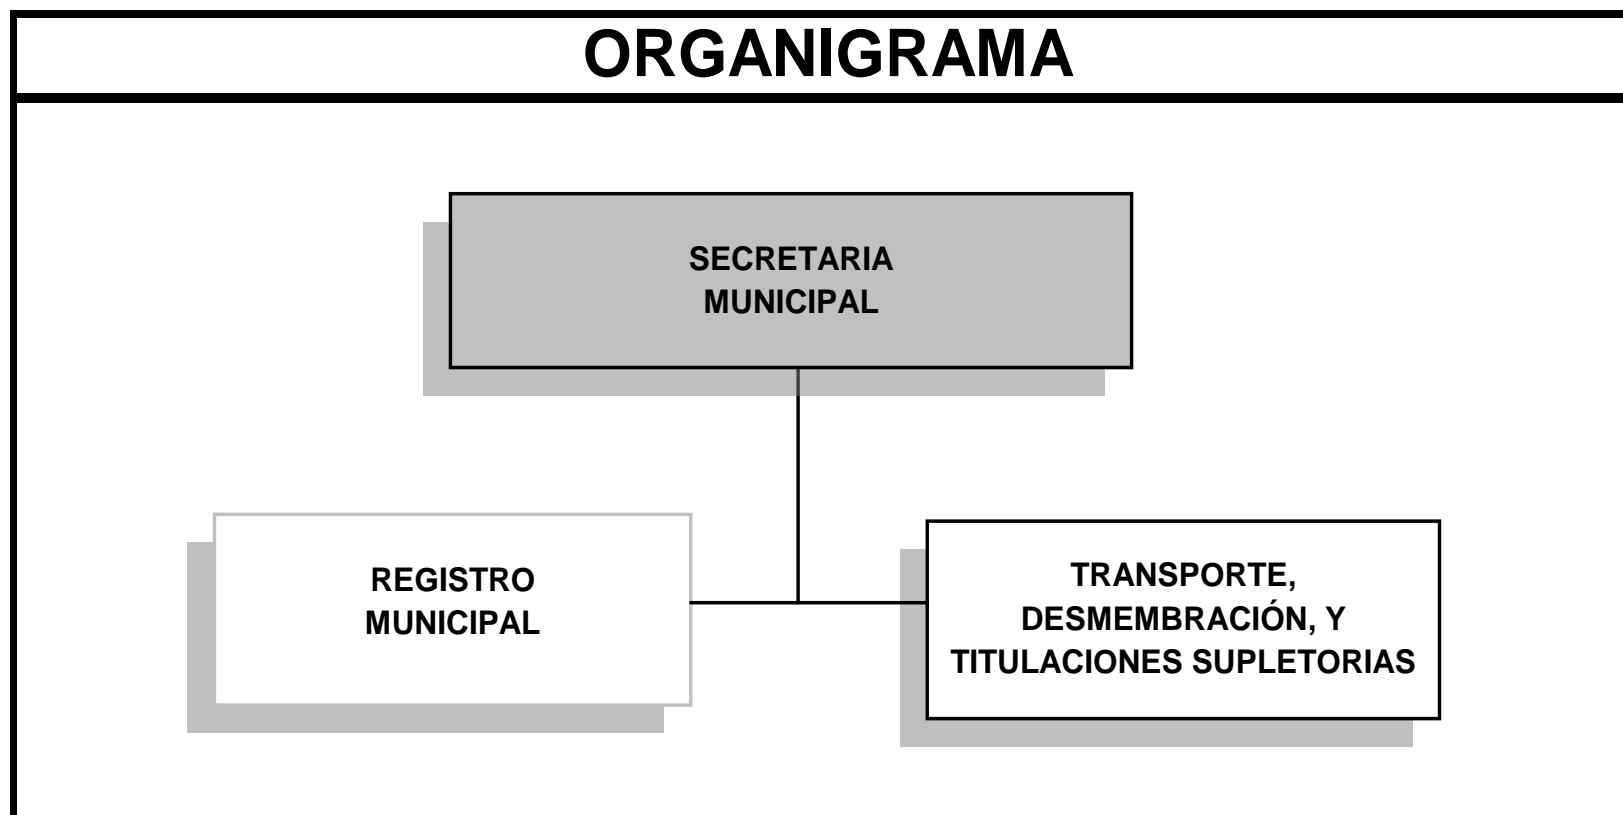 ORGANIGRAMA
SECRETARIA
MUNICIPAL
REGISTRO
MUNICIPAL
TRANSPORTE,
DESMEMBRACIÓN, Y
TITULACIONES SUPLETORIAS